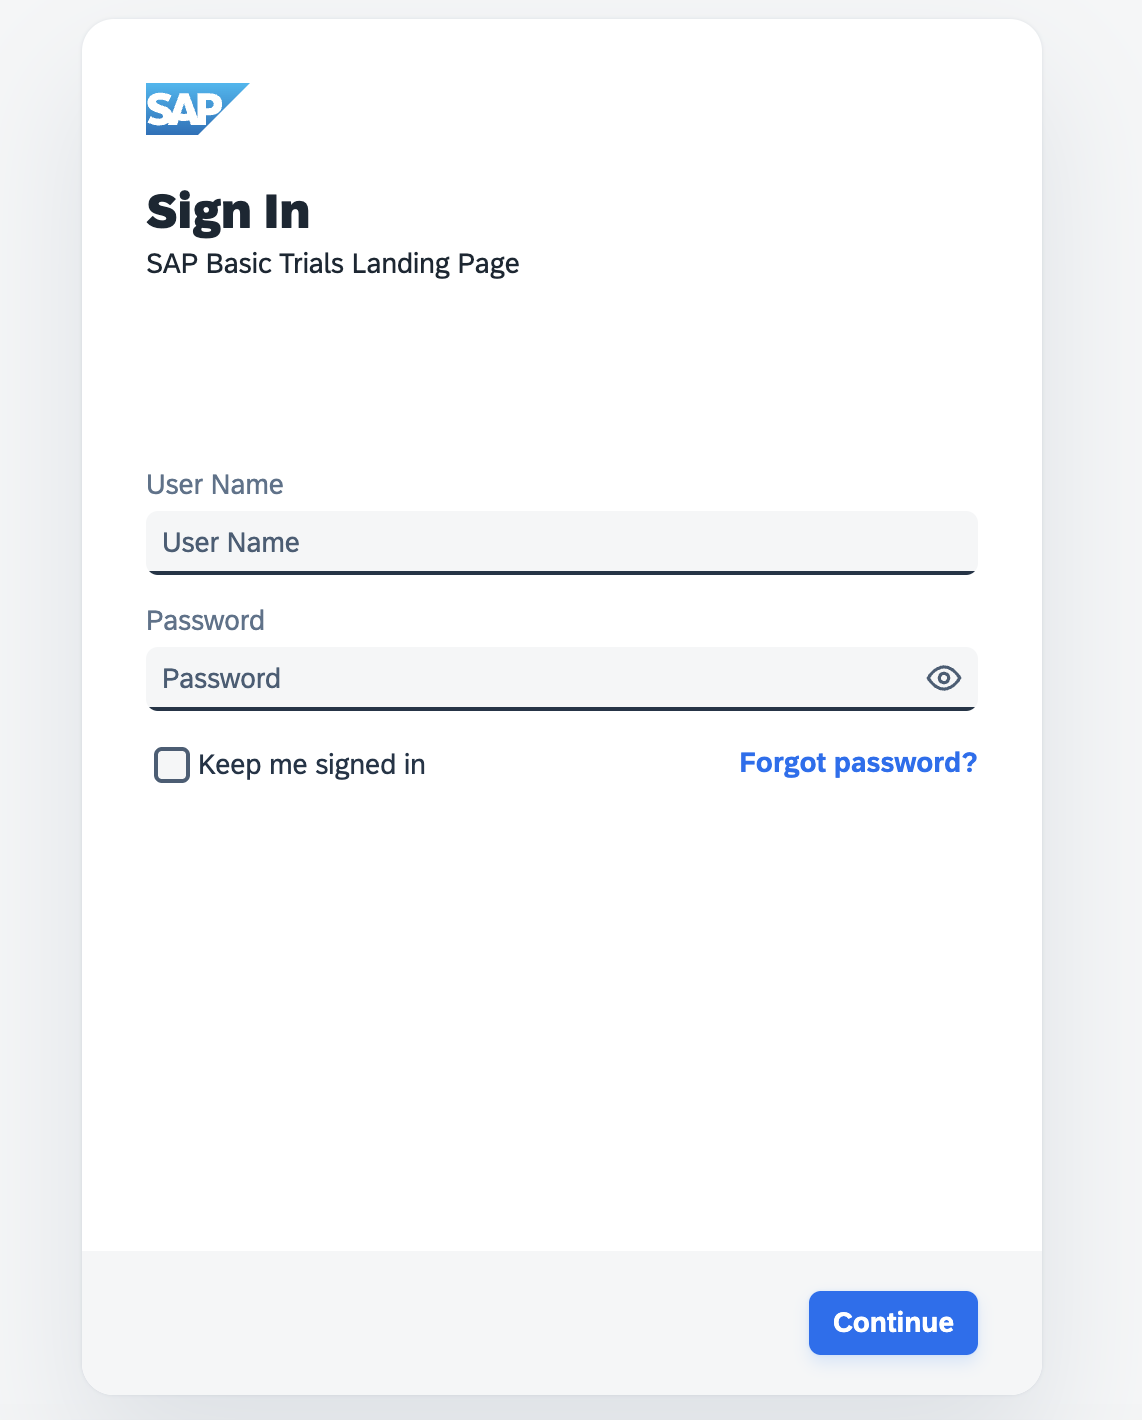 SAP
Sign In
SAP Basic Trials Landing Page
User Name
User Name
Password
Password
Keep me signed in
Forgot password?
Continue